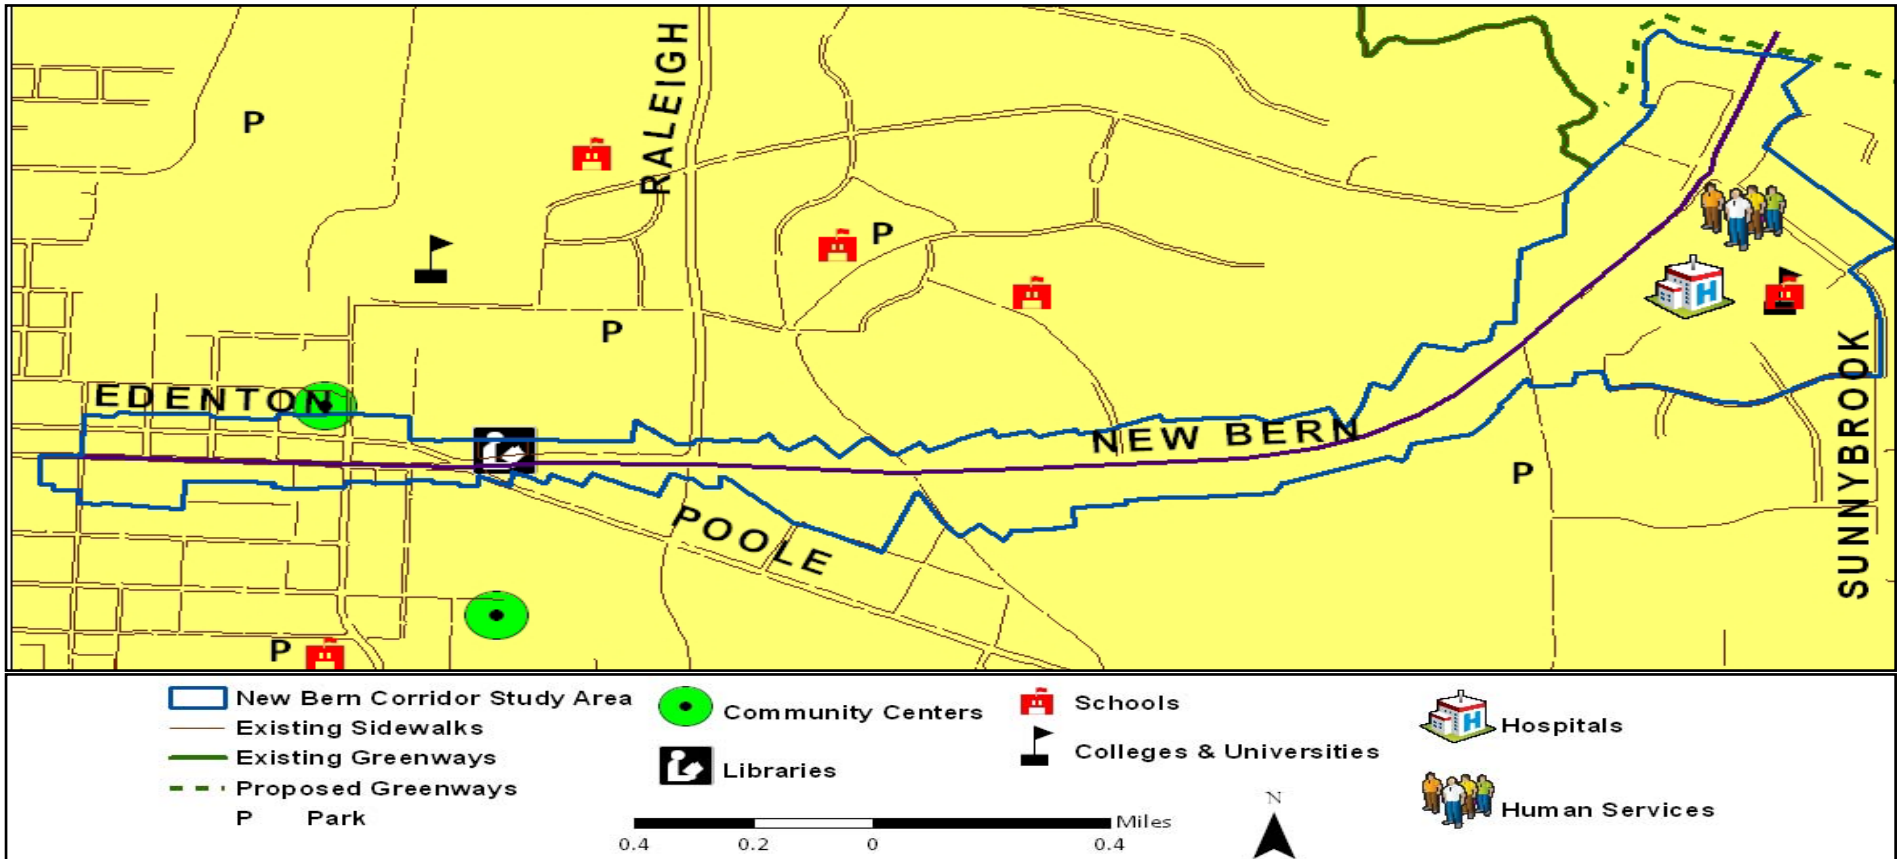 P
RALEIGH
P
P
EDENTON
NEW BERN
P
POOLE
SUNNYBROOK
P
New Bern Corridor Study Area
Existing Sidewalks
Existing Greenways
Proposed Greenways
P Park
Community Centers
Libraries
Schools
Colleges & Universities
H Hospitals
Human Services
0.4 0.2 0 0.4 Miles
N
H